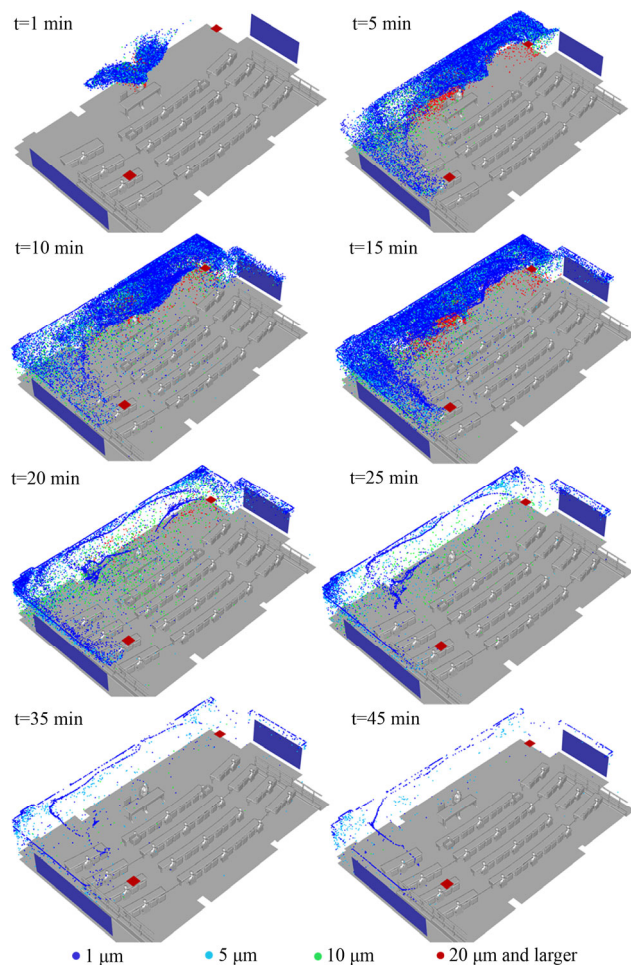 t=1 min
t=5 min
t=10 min
t=15 min
t=20 min
t=25 min
t=35 min
t=45 min
1 μm 5 μm 10 μm 20 μm and larger